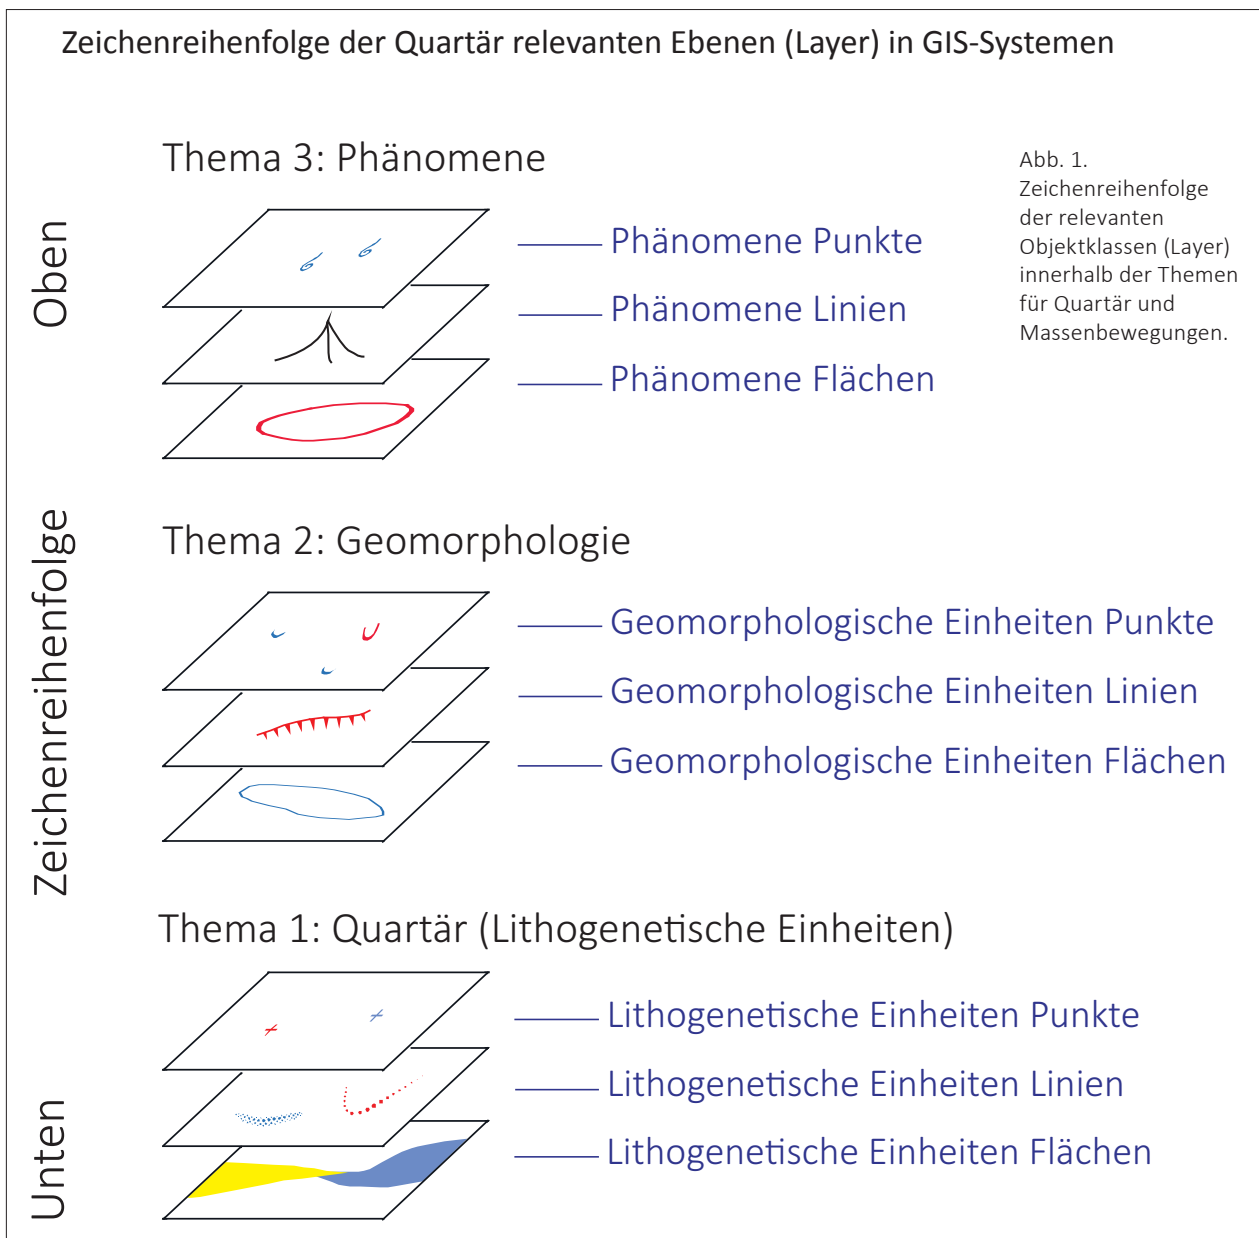 Zeichenreihenfolge der Quartär relevanten Ebenen (Layer) in GIS-Systemen
Thema 3: Phänomene
Abb. 1.
Zeichenreihenfolge
der relevanten
Objektklassen (Layer)
innerhalb der Themen
für Quartär und
Massenbewegungen.
Oben
Phänomene Punkte
Phänomene Linien
Phänomene Flächen
Zeichenreihenfolge
Thema 2: Geomorphologie
Geomorphologische Einheiten Punkte
Geomorphologische Einheiten Linien
Geomorphologische Einheiten Flächen
Thema 1: Quartär (Lithogenetische Einheiten)
Unten
Lithogenetische Einheiten Punkte
Lithogenetische Einheiten Linien
Lithogenetische Einheiten Flächen